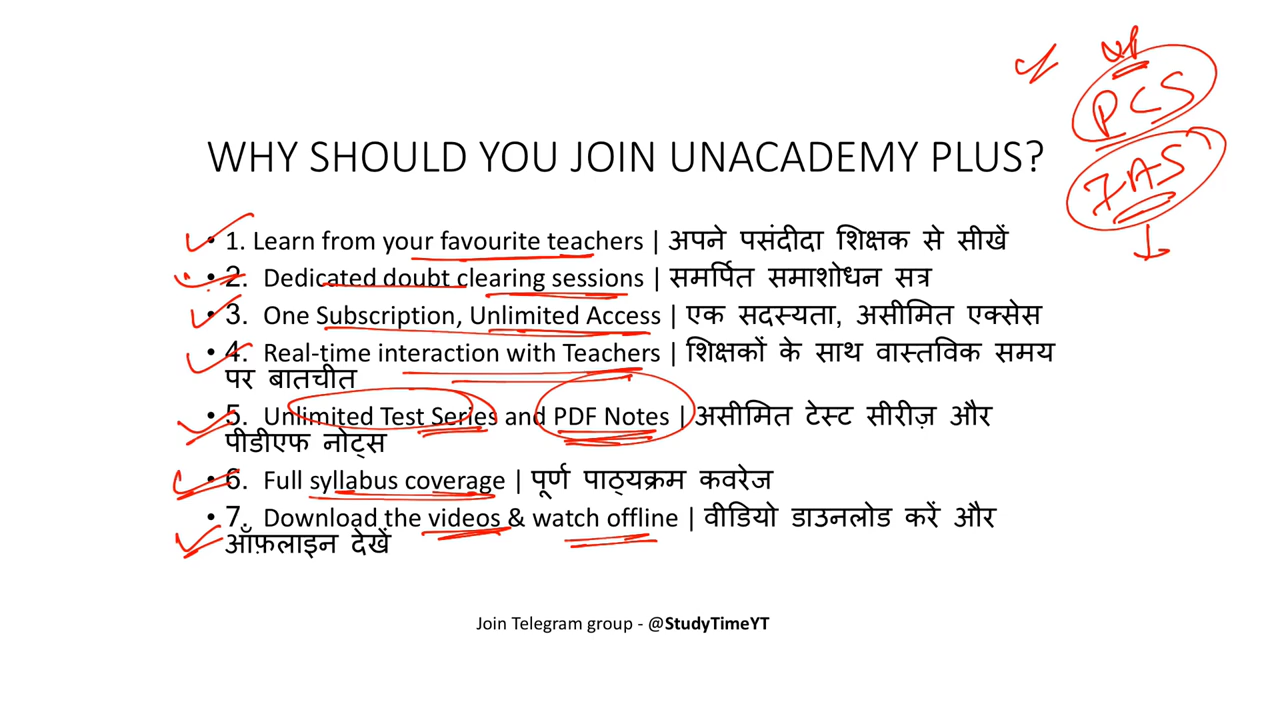 UP
PCS
IAS
WHY SHOULD YOU JOIN UNACADEMY PLUS?
• 1. Learn from your favourite teachers | अपने पसंदीदा शिक्षक से सीखें
• 2. Dedicated doubt clearing sessions | समर्पित समाशोधन सत्र
• 3. One Subscription, Unlimited Access | एक सदस्यता, असीमित एक्सेस
• 4. Real-time interaction with Teachers | शिक्षकों के साथ वास्तविक समय
पर बातचीत
• 5. Unlimited Test Series and PDF Notes | असीमित टेस्ट सीरीज़ और
पीडीएफ नोट्स
• 6. Full syllabus coverage | पूर्ण पाठ्यक्रम कवरेज
• 7. Download the videos & watch offline | वीडियो डाउनलोड करें और
ऑफ़लाइन देखें
Join Telegram group - @StudyTimeYT